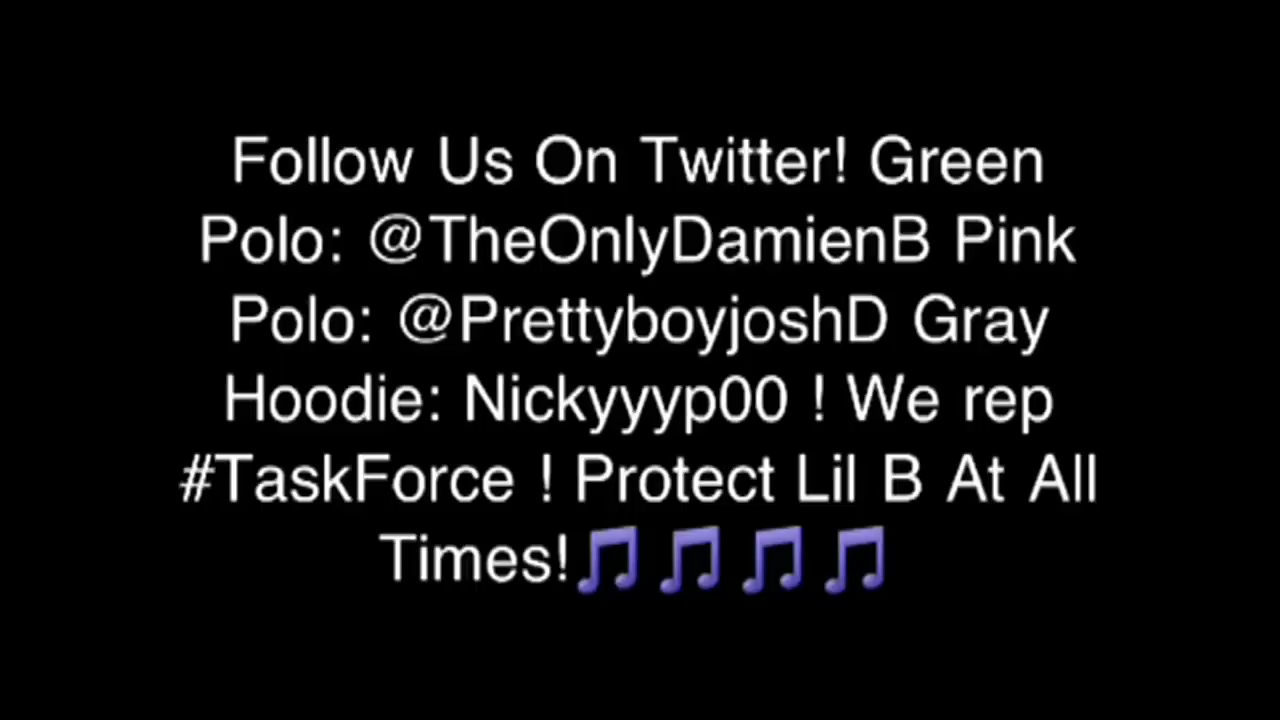 Follow Us On Twitter! Green
Polo: @TheOnlyDamienB Pink
Polo: @PrettyboyjoshD Gray
Hoodie: Nickyyyp00 ! We rep
#TaskForce ! Protect Lil B At All
Times!🎵🎵🎵🎵